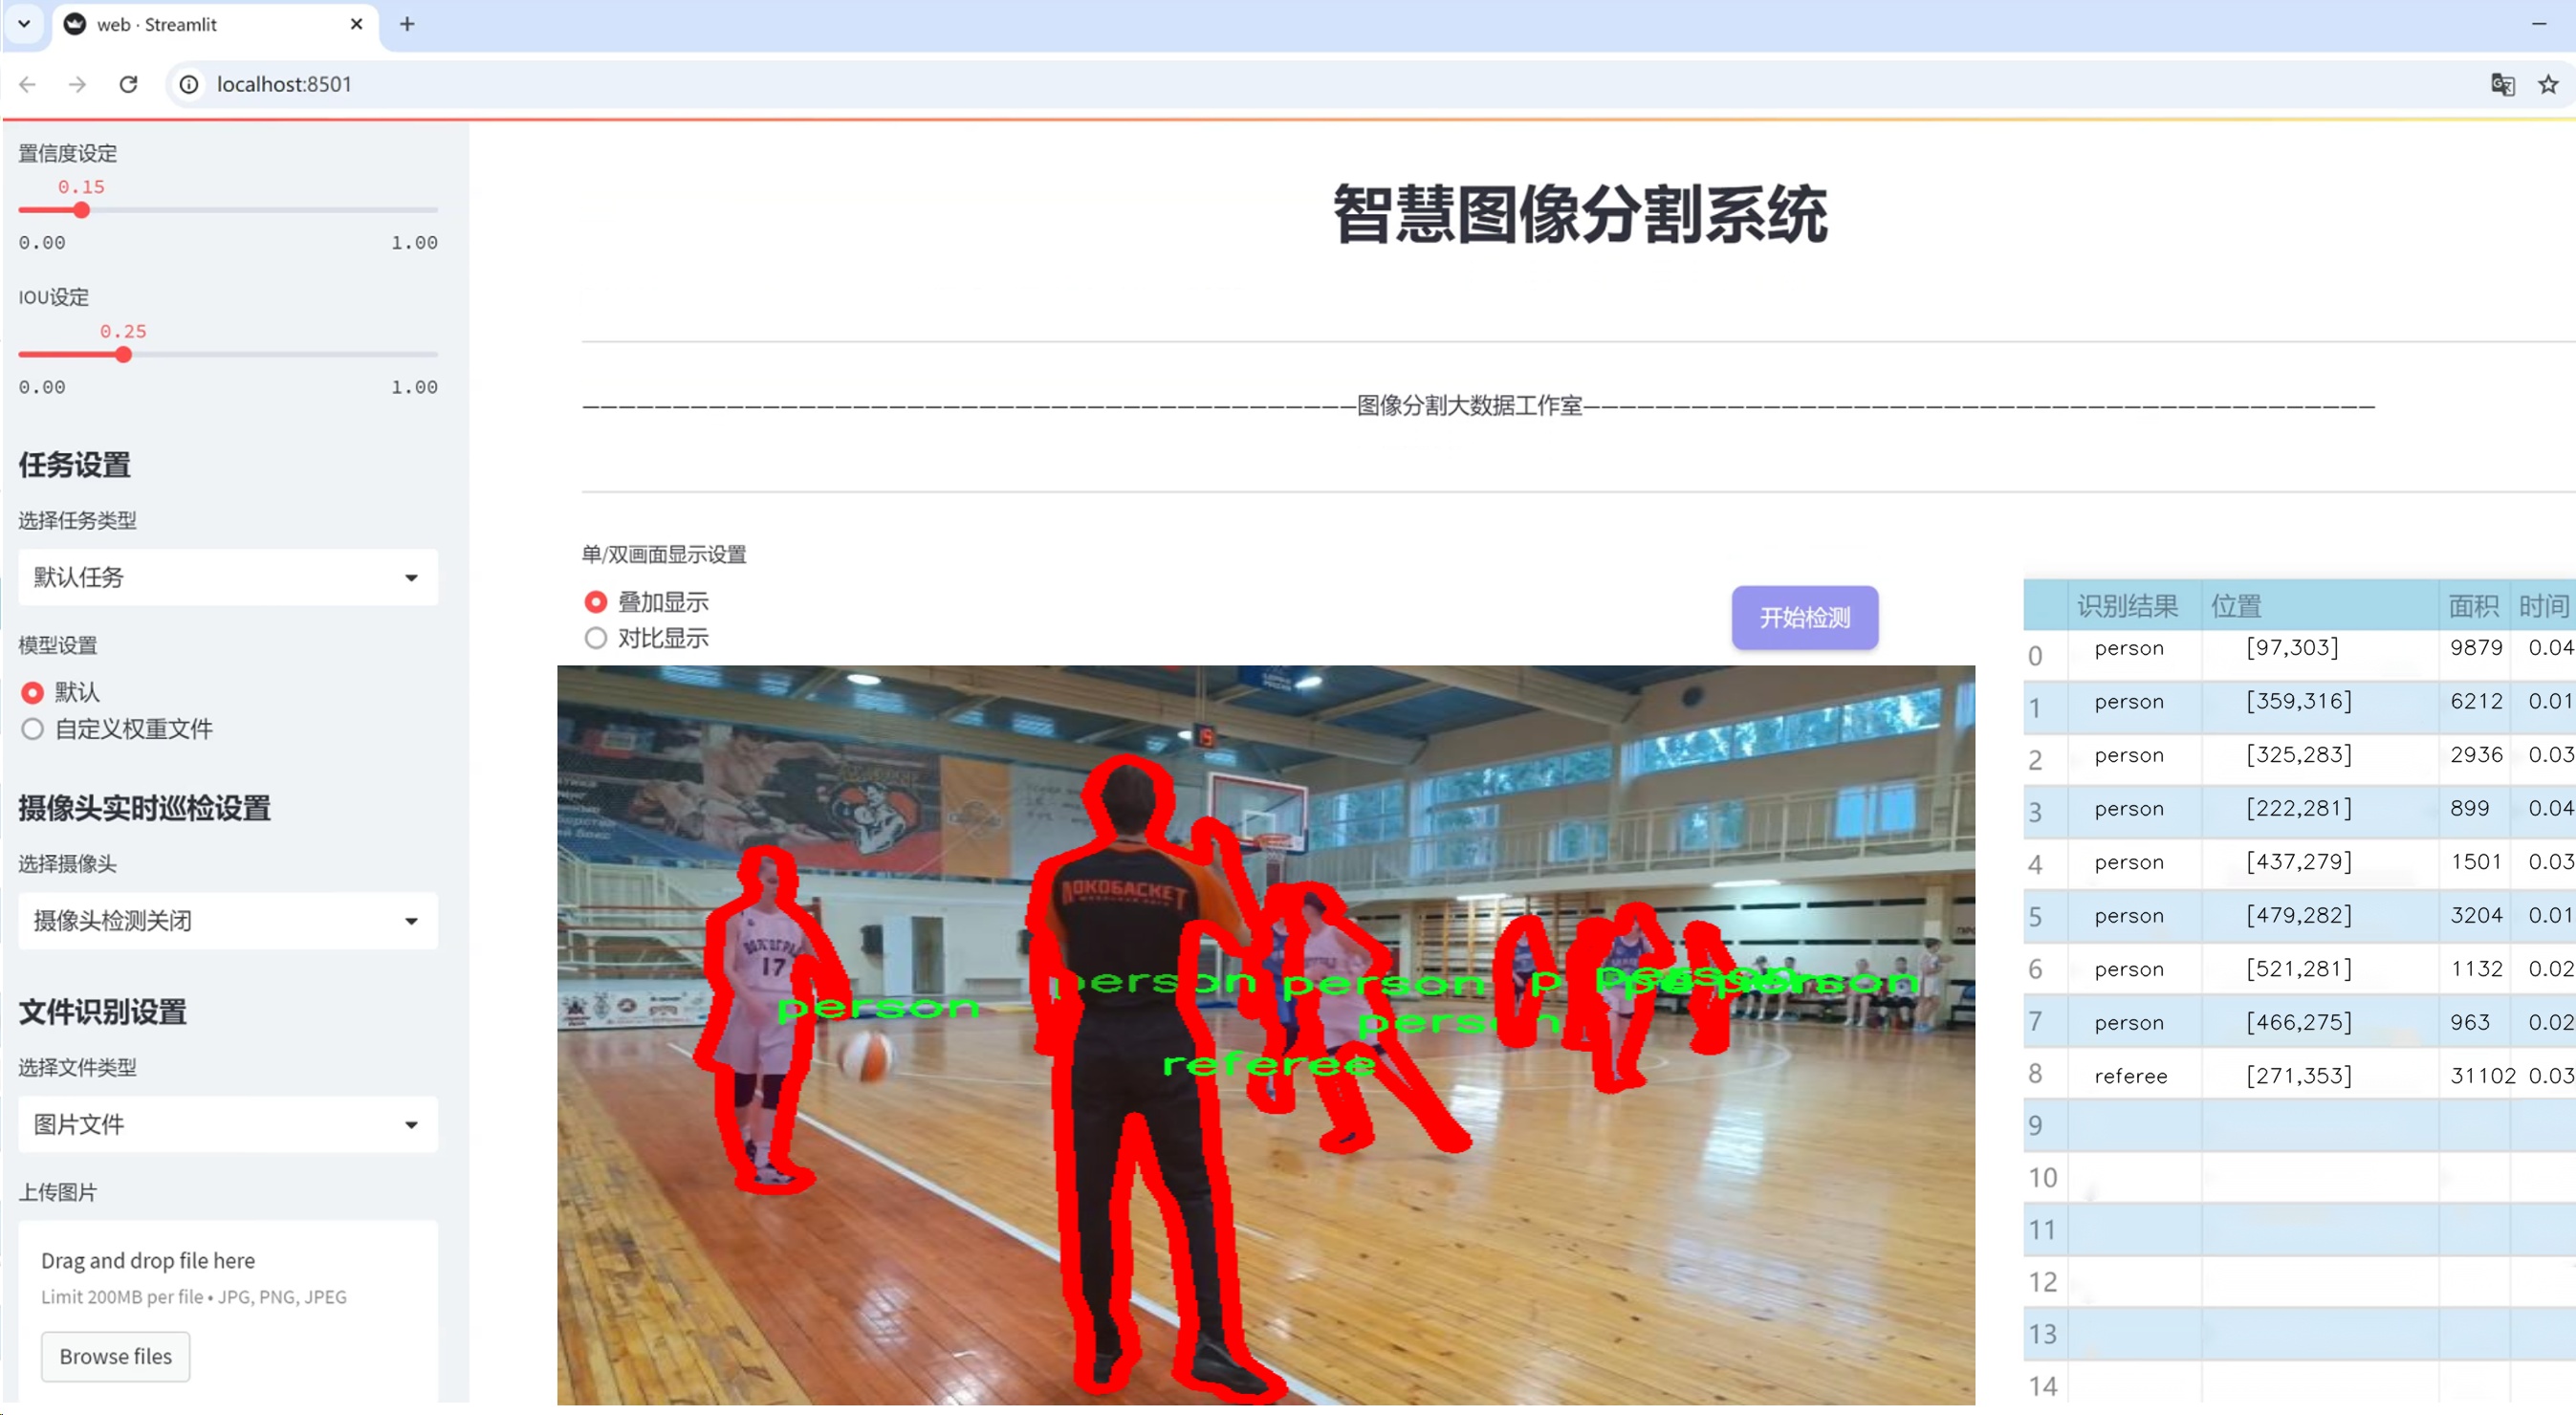 web · Streamlit
localhost:8501
置信度设定
0.15
0.00 1.00
IOU设定
0.25
0.00 1.00
任务设置
选择任务类型
默认任务
模型设置
默认
自定义权重文件
摄像头实时巡检设置
选择摄像头
摄像头检测关闭
文件识别设置
选择文件类型
图片文件
上传图片
Drag and drop file here
Limit 200MB per file • JPG, PNG, JPEG
Browse files
智慧图像分割系统
图像分割大数据工作室
单/双画面显示设置
叠加显示
对比显示
开始检测
19
ЛОКОБАСКЕТ
17
person
person
person
person
referee
person
识别结果 位置 面积 时间
0 person [97,303] 9879 0.04
1 person [359,316] 6212 0.01
2 person [325,283] 2936 0.03
3 person [222,281] 899 0.04
4 person [437,279] 1501 0.03
5 person [479,282] 3204 0.01
6 person [521,281] 1132 0.02
7 person [466,275] 963 0.02
8 referee [271,353] 31102 0.03
9
10
11
12
13
14